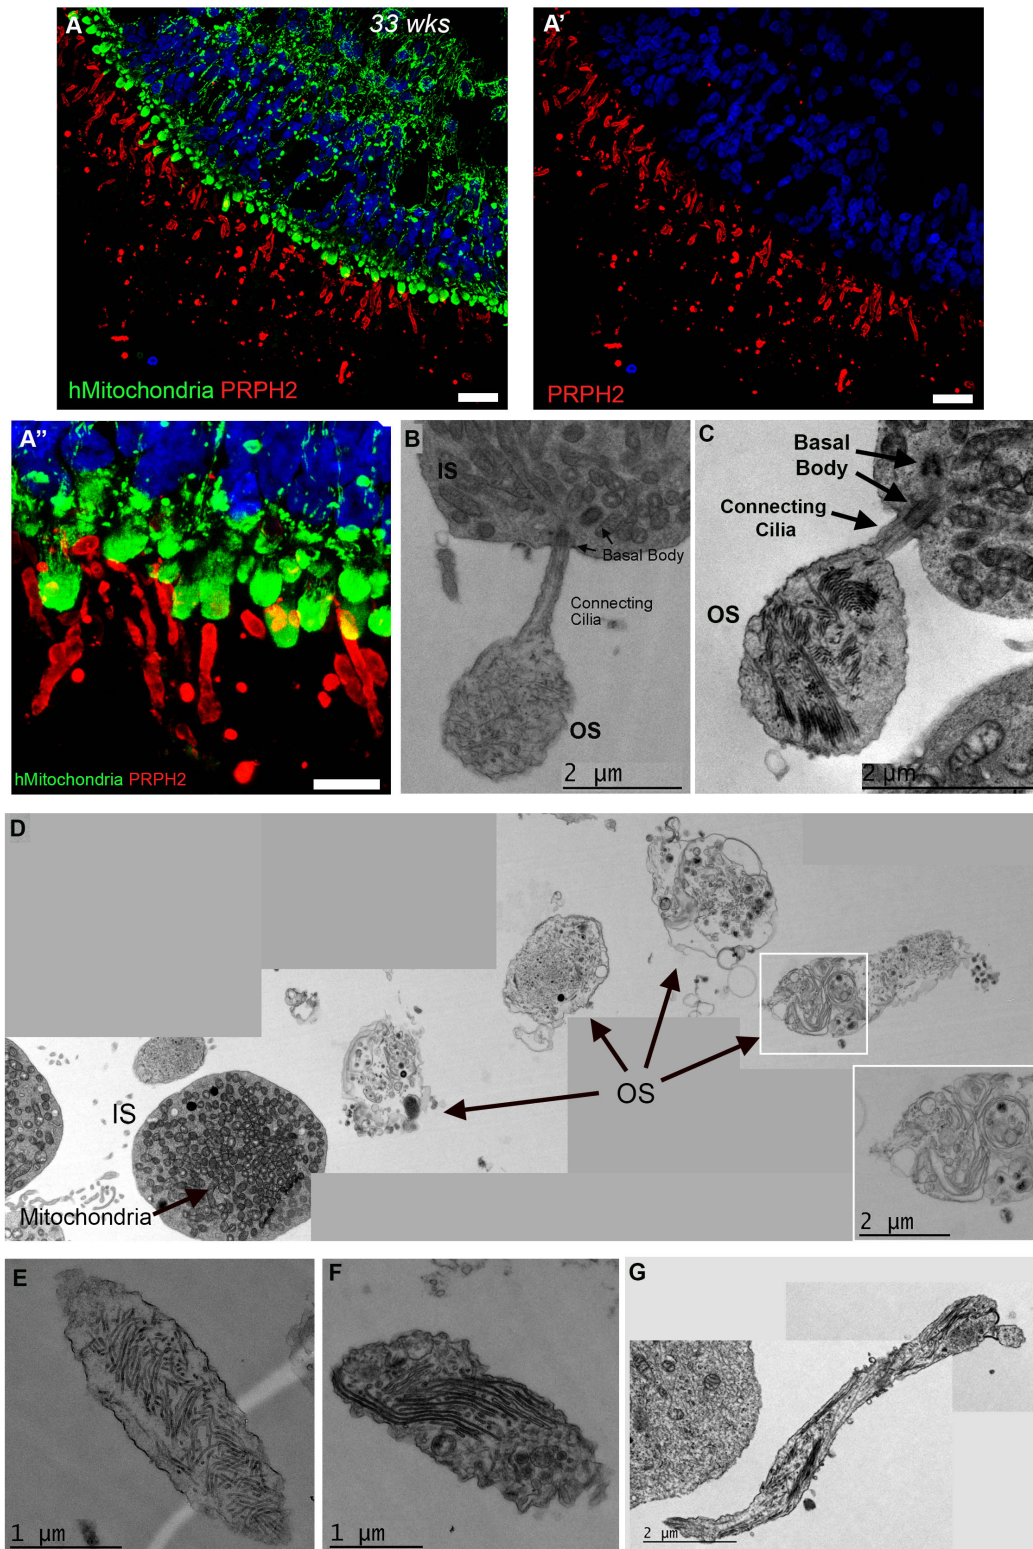 A
33 wks
hMitochondria PRPH2
A'
PRPH2
A"
hMitochondria PRPH2
B
IS
Basal Body
Connecting
Cilia
OS
2 μm
C
Basal
Body
Connecting
Cilia
OS
2 μm
D
IS
Mitochondria
OS
2 μm
E
1 μm
F
1 μm
G
2 μm